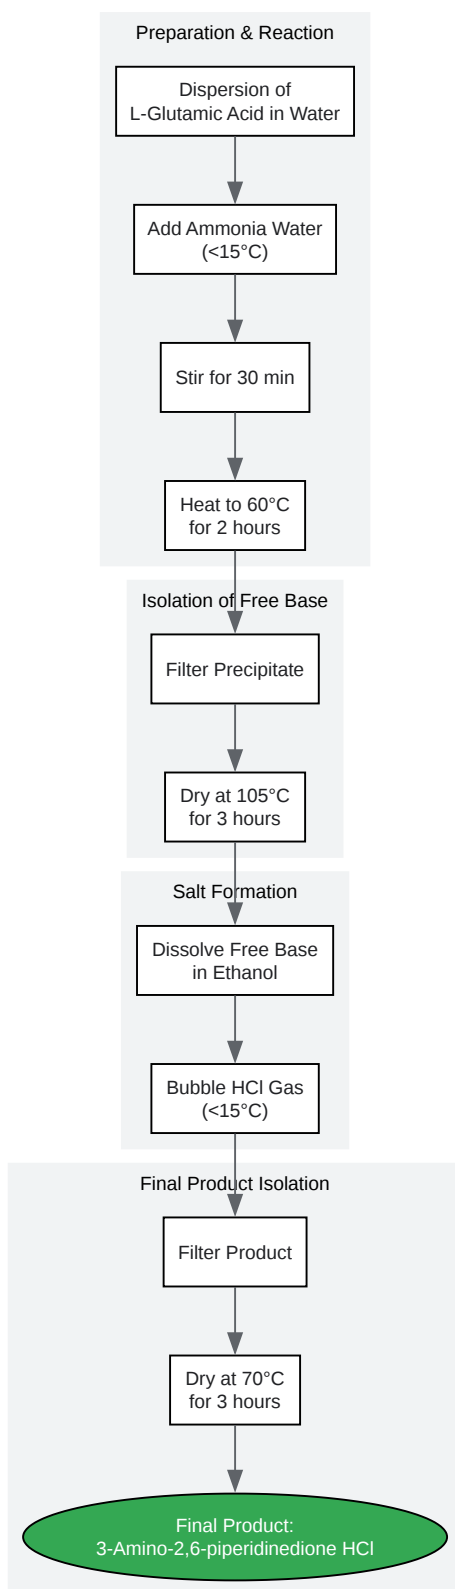 Preparation & Reaction
Dispersion of
L-Glutamic Acid in Water
Add Ammonia Water
(<15°C)
Stir for 30 min
Heat to 60°C
for 2 hours
Isolation of Free Base
Filter Precipitate
Dry at 105°C
for 3 hours
Salt Formation
Dissolve Free Base
in Ethanol
Bubble HCl Gas
(<15°C)
Final Product Isolation
Filter Product
Dry at 70°C
for 3 hours
Final Product:
3-Amino-2,6-piperidinedione HCl